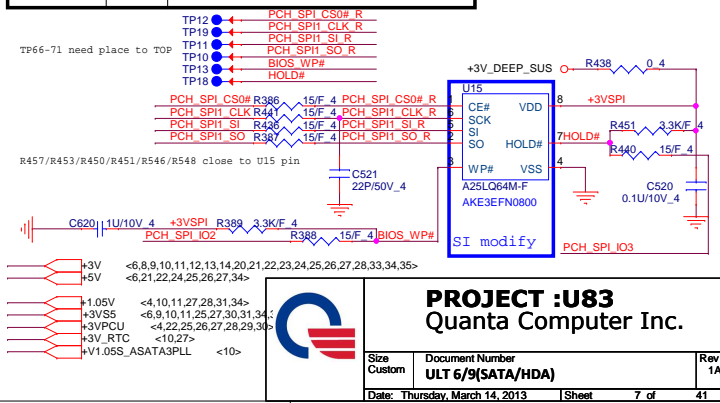 TP12 PCH_SPI_CS0#_R
TP19 PCH_SPI1_CLK_R
TP11 PCH_SPI1_SI_R
TP10 PCH_SPI1_SO_R
TP13 BIOS_WP#
TP18 HOLD#
TP66-71 need place to TOP
+3V_DEEP_SUS R438 0_4
U15
PCH_SPI_CS0# R386 15/F_4 PCH_SPI_CS0#_R CE# VDD 8 +3VSPI
PCH_SPI1_CLK R441 15/F_4 PCH_SPI1_CLK_R SCK
PCH_SPI1_SI R436 15/F_4 PCH_SPI1_SI_R 5 SI R451 3.3K/F_4
PCH_SPI1_SO R387 15/F_4 PCH_SPI1_SO_R 2 SO HOLD# 7 HOLD#
R440 15/F_4
R457/R453/R450/R451/R546/R548 close to U15 pin
3 WP# VSS 4
C521
22P/50V_4
A25LQ64M-F
AKE3EFN0800
C520
0.1U/10V_4
C620 1U/10V_4 +3VSPI R389 3.3K/F_4
PCH_SPI_IO2 R388 15/F_4 BIOS_WP#
SI modify
PCH_SPI_IO3
+3V <6,8,9,10,11,12,13,14,20,21,22,23,24,25,26,27,28,33,34,35>
+5V <6,21,22,24,25,26,27,34>
+1.05V <4,10,11,27,28,31,34>
+3VS5 <6,9,10,11,25,27,30,31,34,
+3VPCU <4,22,25,26,27,28,29,30>
+3V_RTC <10,27>
+V1.05S_ASATA3PLL <10>
PROJECT :U83
Quanta Computer Inc.
Size Document Number Rev
Custom ULT 6/9(SATA/HDA) 1A
Date: Thursday, March 14, 2013 Sheet 7 of 41